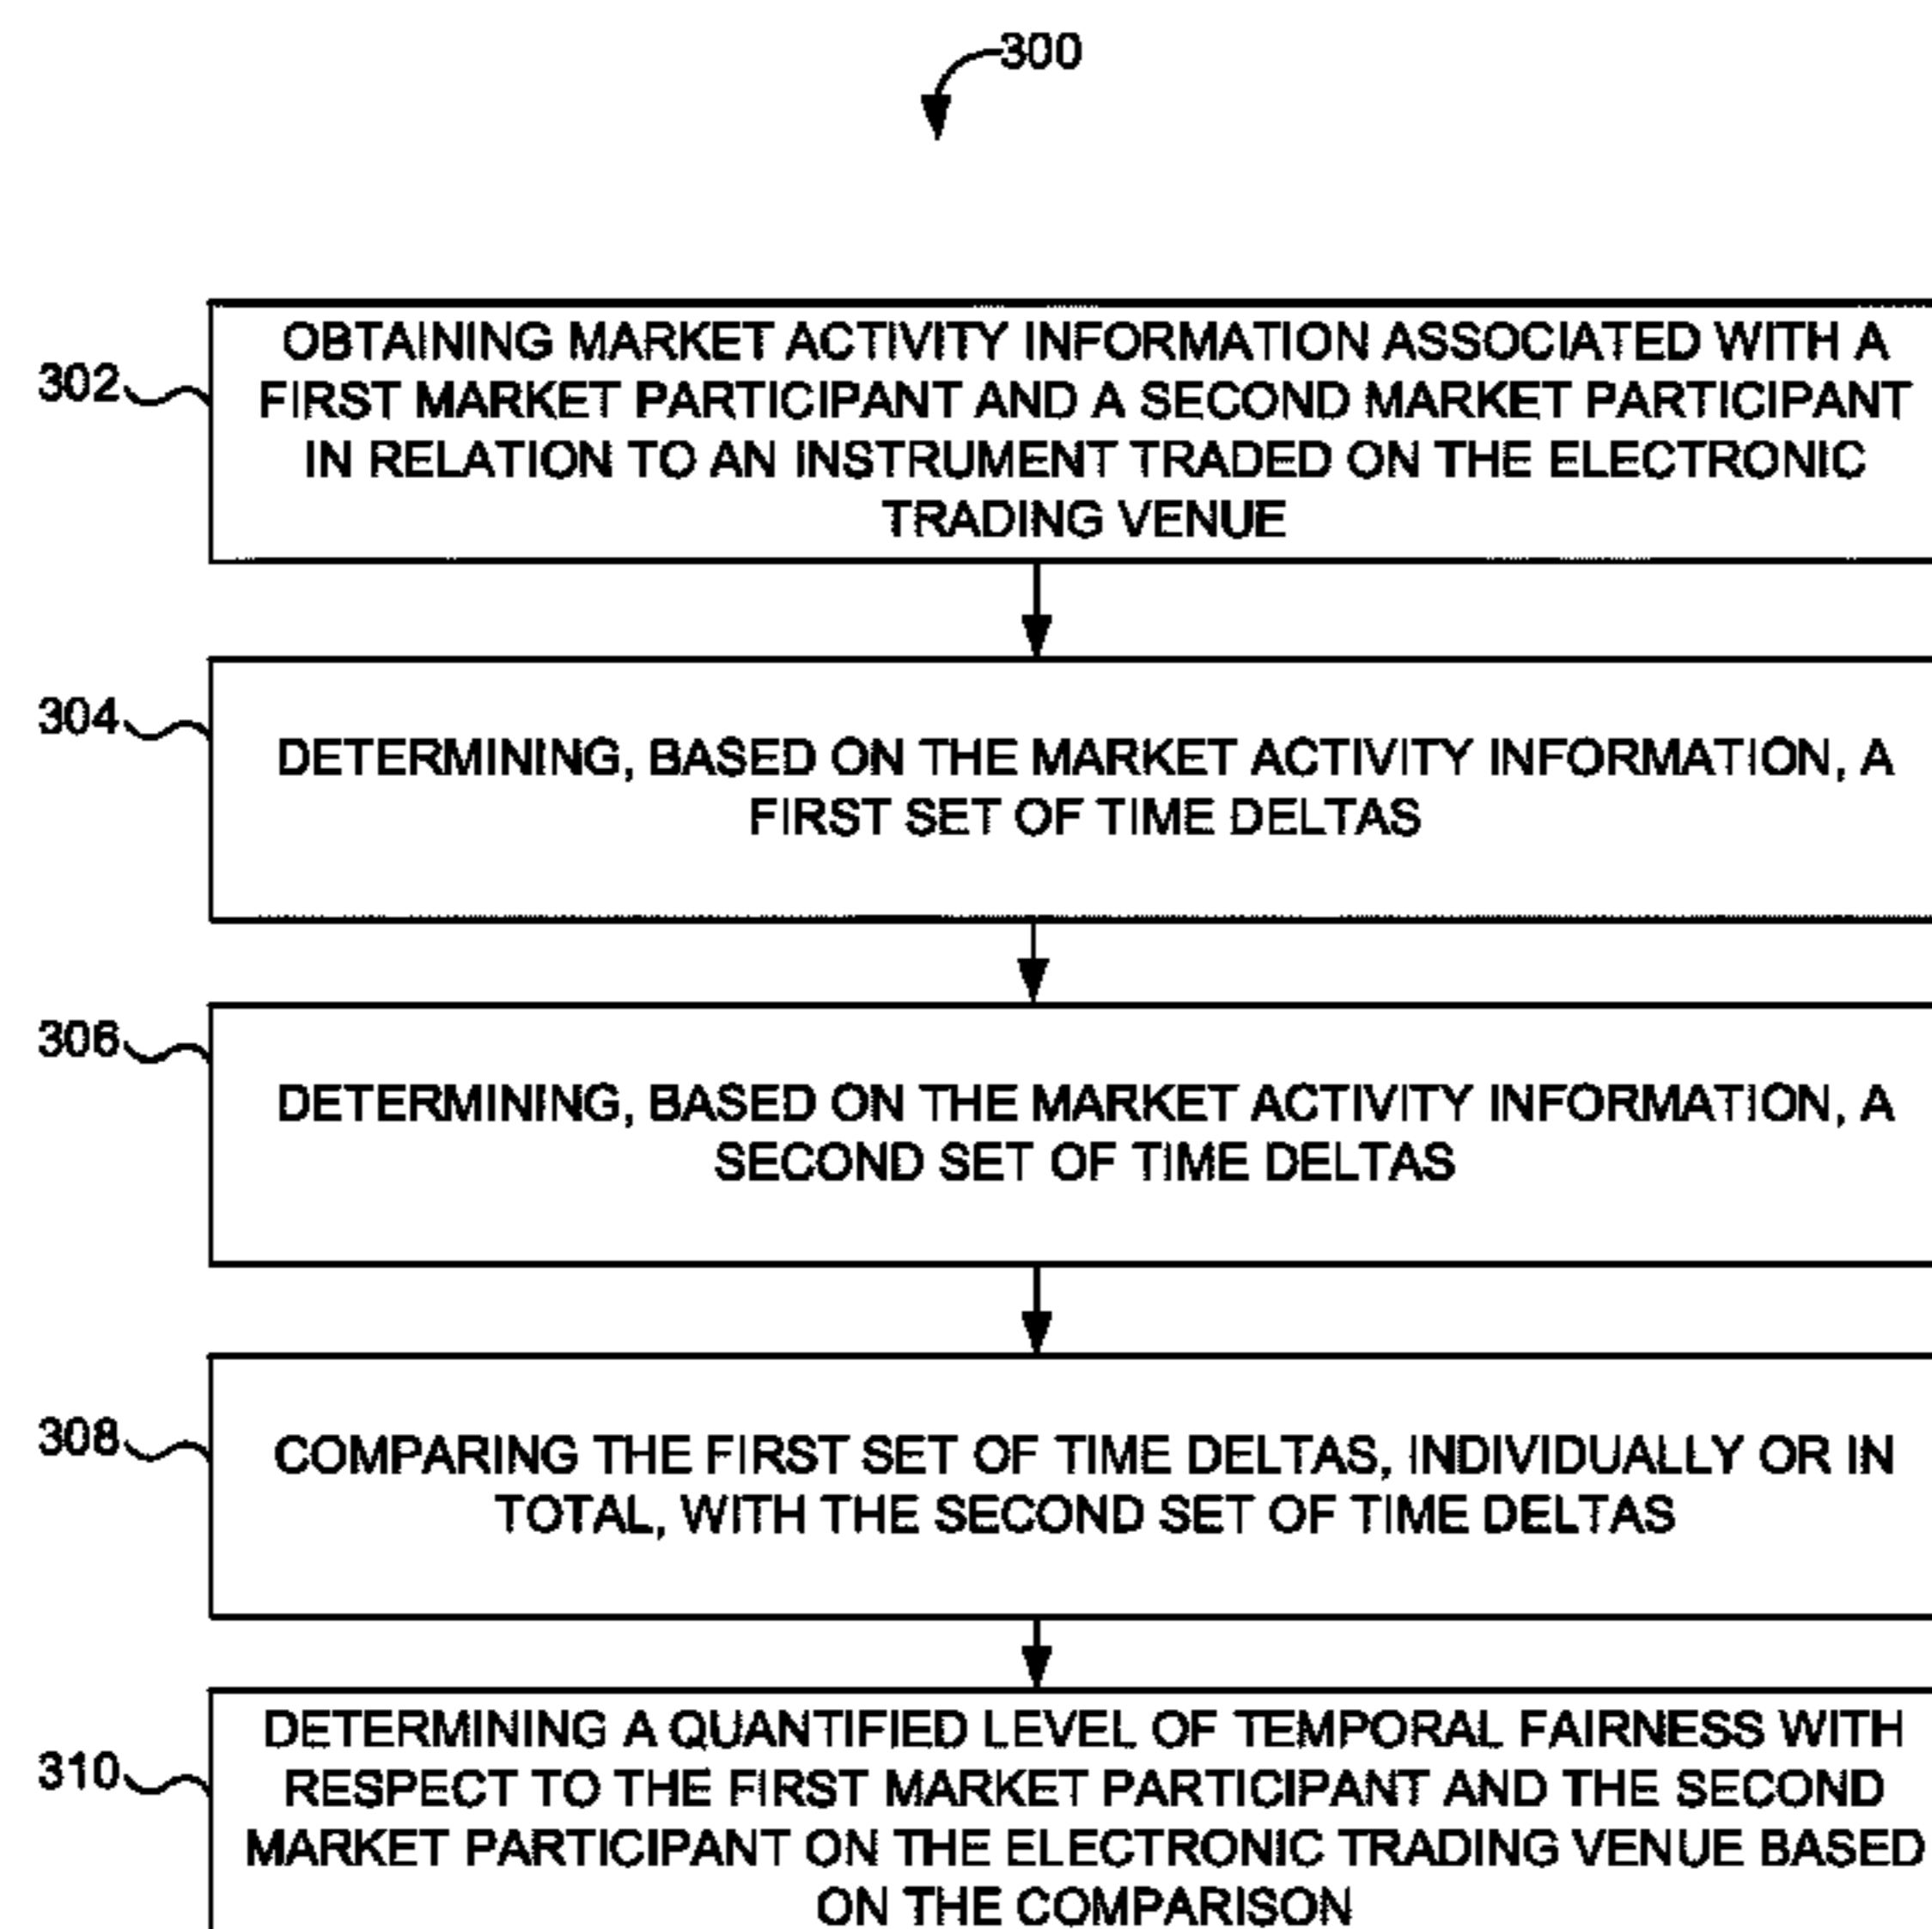 300
302
OBTAINING MARKET ACTIVITY INFORMATION ASSOCIATED WITH A
FIRST MARKET PARTICIPANT AND A SECOND MARKET PARTICIPANT
IN RELATION TO AN INSTRUMENT TRADED ON THE ELECTRONIC
TRADING VENUE
304
DETERMINING, BASED ON THE MARKET ACTIVITY INFORMATION, A
FIRST SET OF TIME DELTAS
306
DETERMINING, BASED ON THE MARKET ACTIVITY INFORMATION, A
SECOND SET OF TIME DELTAS
308
COMPARING THE FIRST SET OF TIME DELTAS, INDIVIDUALLY OR IN
TOTAL, WITH THE SECOND SET OF TIME DELTAS
310
DETERMINING A QUANTIFIED LEVEL OF TEMPORAL FAIRNESS WITH
RESPECT TO THE FIRST MARKET PARTICIPANT AND THE SECOND
MARKET PARTICIPANT ON THE ELECTRONIC TRADING VENUE BASED
ON THE COMPARISON